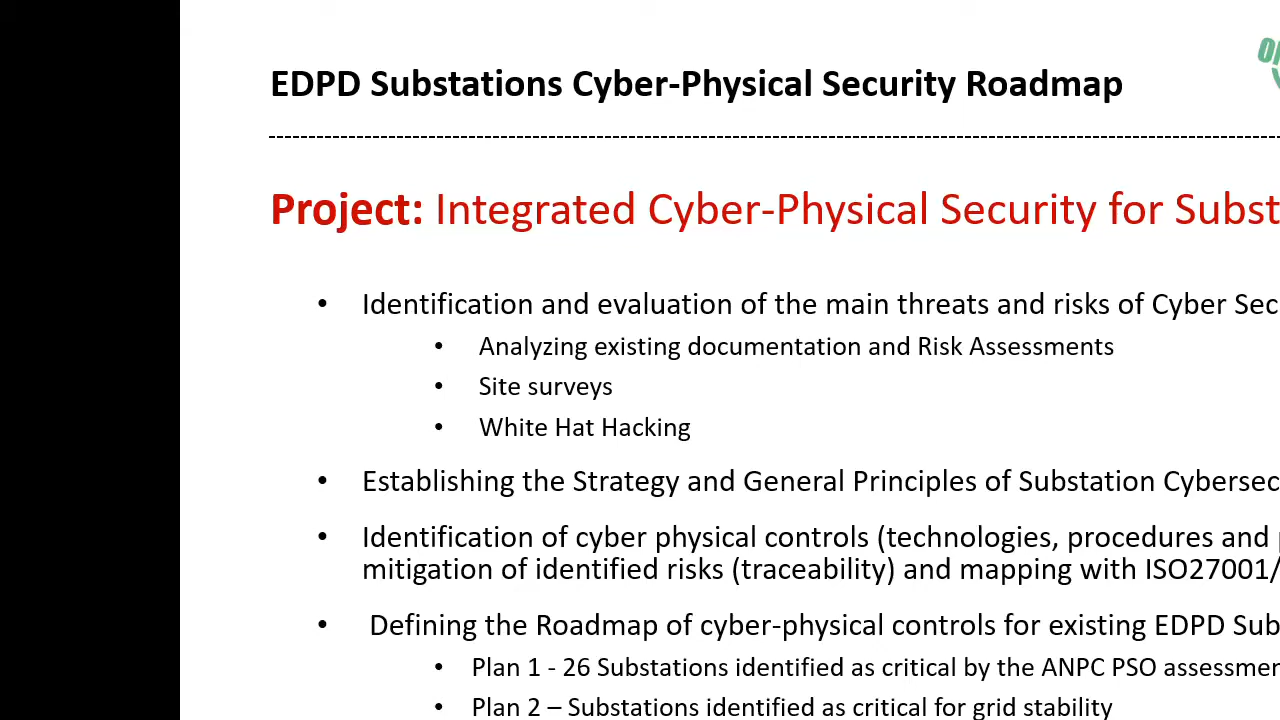 EDPD Substations Cyber-Physical Security Roadmap
Project: Integrated Cyber-Physical Security for Subst
• Identification and evaluation of the main threats and risks of Cyber Sec
• Analyzing existing documentation and Risk Assessments
• Site surveys
• White Hat Hacking
• Establishing the Strategy and General Principles of Substation Cybersec
• Identification of cyber physical controls (technologies, procedures and
mitigation of identified risks (traceability) and mapping with ISO27001/
• Defining the Roadmap of cyber-physical controls for existing EDPD Sub
• Plan 1 - 26 Substations identified as critical by the ANPC PSO assessmen
• Plan 2 – Substations identified as critical for grid stability